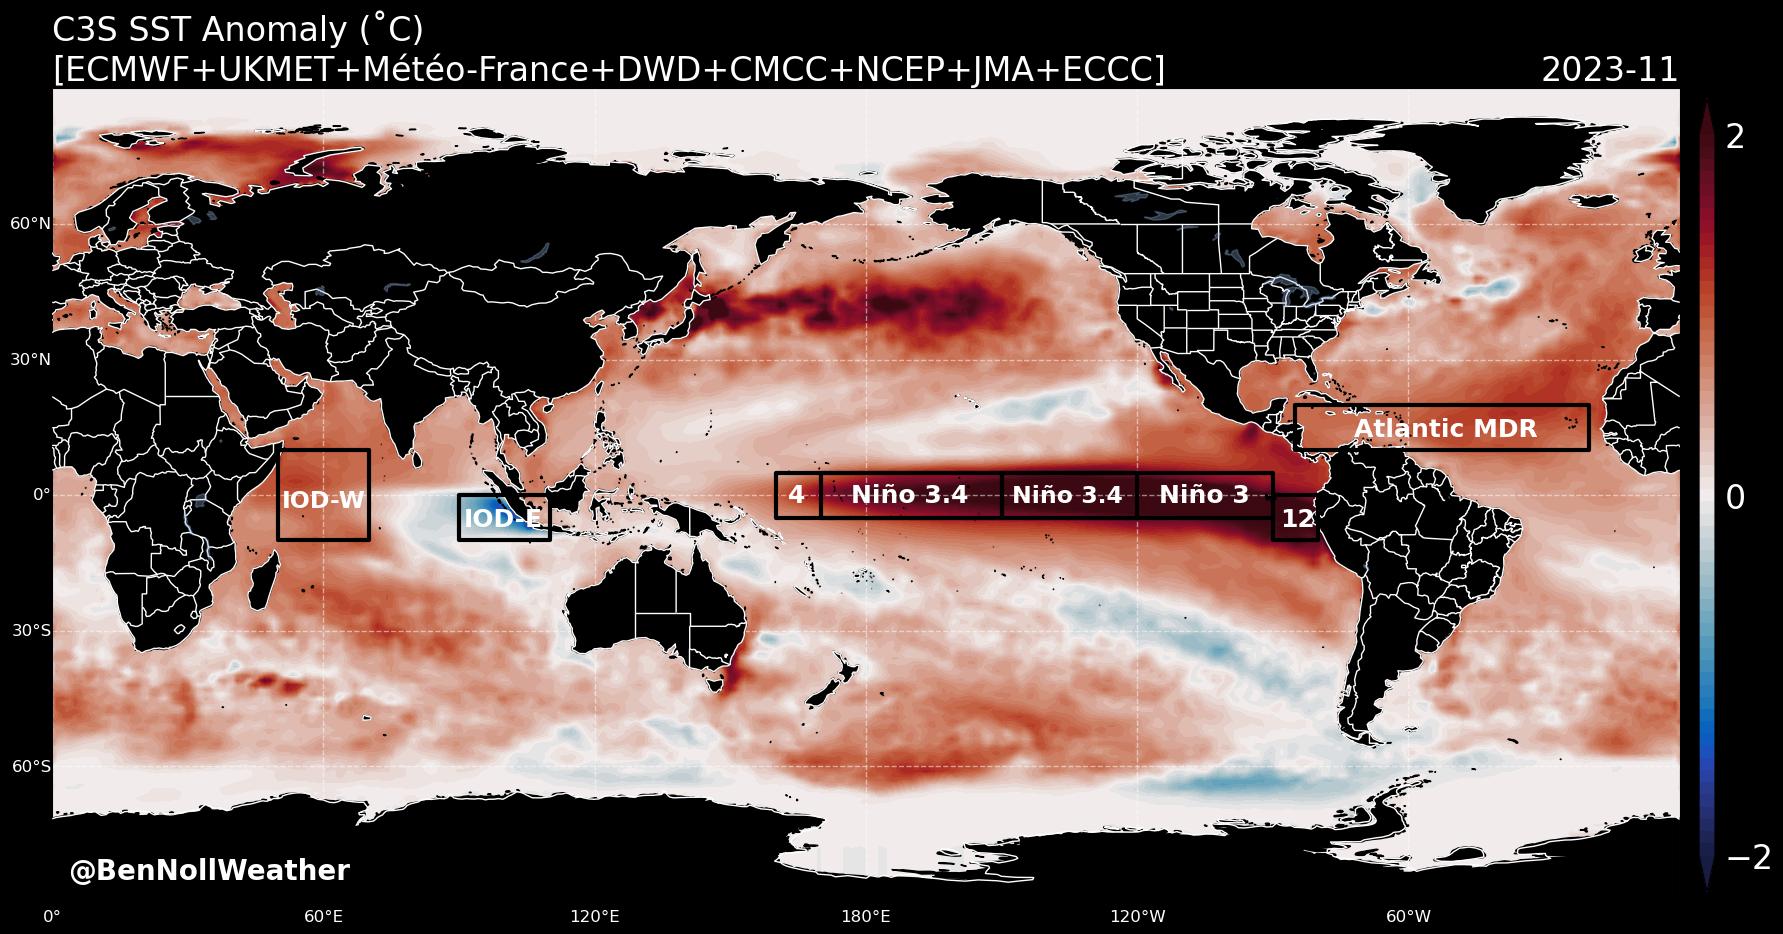 C3S SST Anomaly (˚C)
[ECMWF+UKMET+Météo-France+DWD+CMCC+NCEP+JMA+ECCC] 2023-11
2
60°N
30°N
Atlantic MDR
0°
IOD-W
IOD-E
4
Niño 3.4
Niño 3.4
Niño 3
12
0
30°S
60°S
−2
@BenNollWeather
0° 60°E 120°E 180°E 120°W 60°W